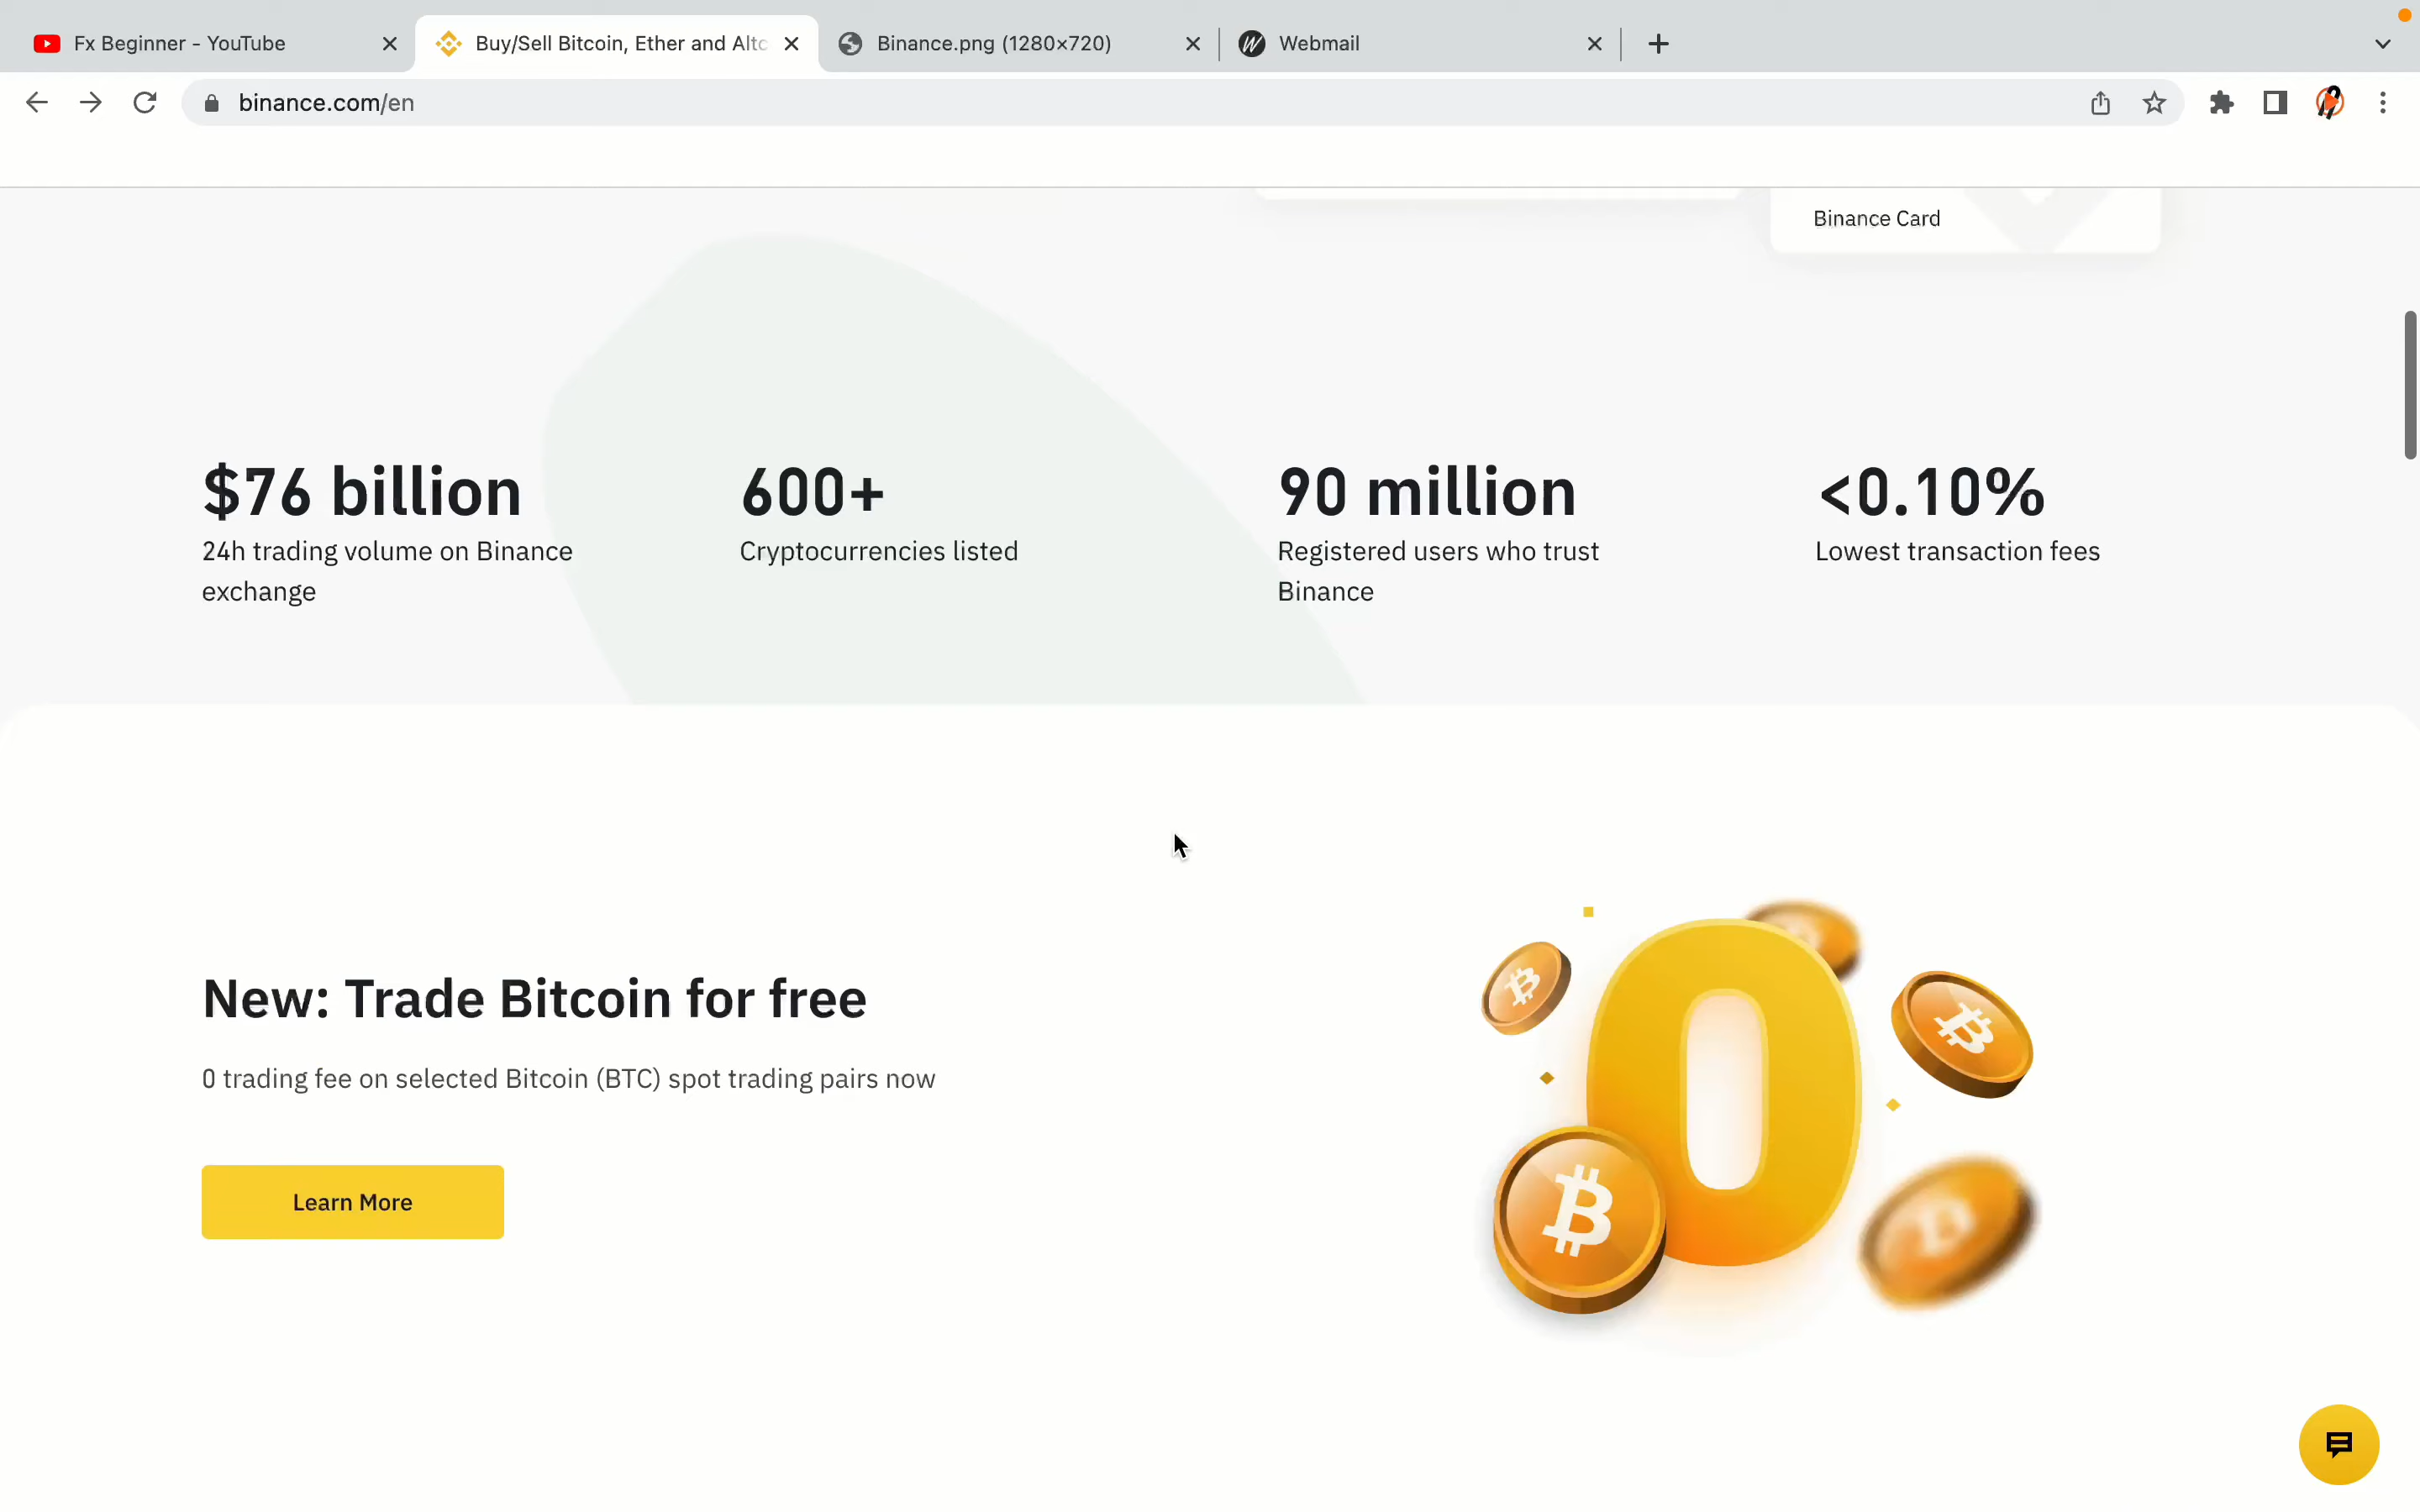 Fx Beginner - YouTube
Buy/Sell Bitcoin, Ether and Altc
Binance.png (1280×720)
Webmail
binance.com/en
Binance Card
$76 billion
24h trading volume on Binance
exchange
600+
Cryptocurrencies listed
90 million
Registered users who trust
Binance
<0.10%
Lowest transaction fees
New: Trade Bitcoin for free
0 trading fee on selected Bitcoin (BTC) spot trading pairs now
Learn More
0